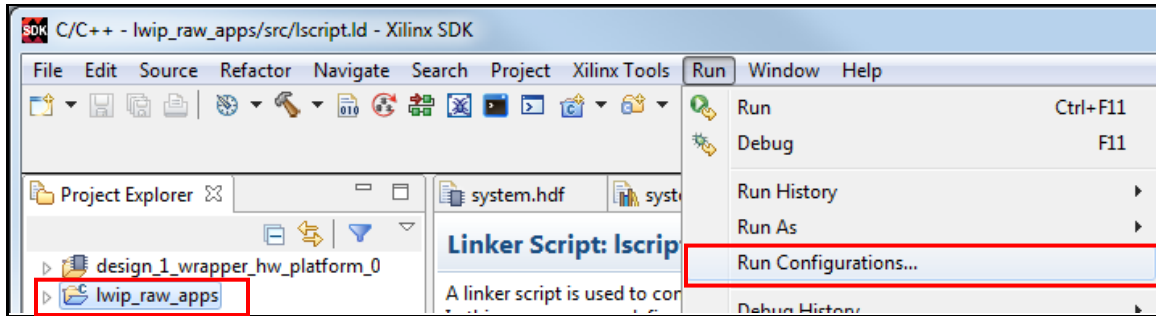 SDK C/C++ - lwip_raw_apps/src/lscript.ld - Xilinx SDK
File Edit Source Refactor Navigate Search Project Xilinx Tools Run Window Help
Run Ctrl+F11
Debug F11
Project Explorer
system.hdf
syst
Run History
Run As
Linker Script: lscrip
Run Configurations...
design_1_wrapper_hw_platform_0
lwip_raw_apps
A linker script is used to con
Debug History